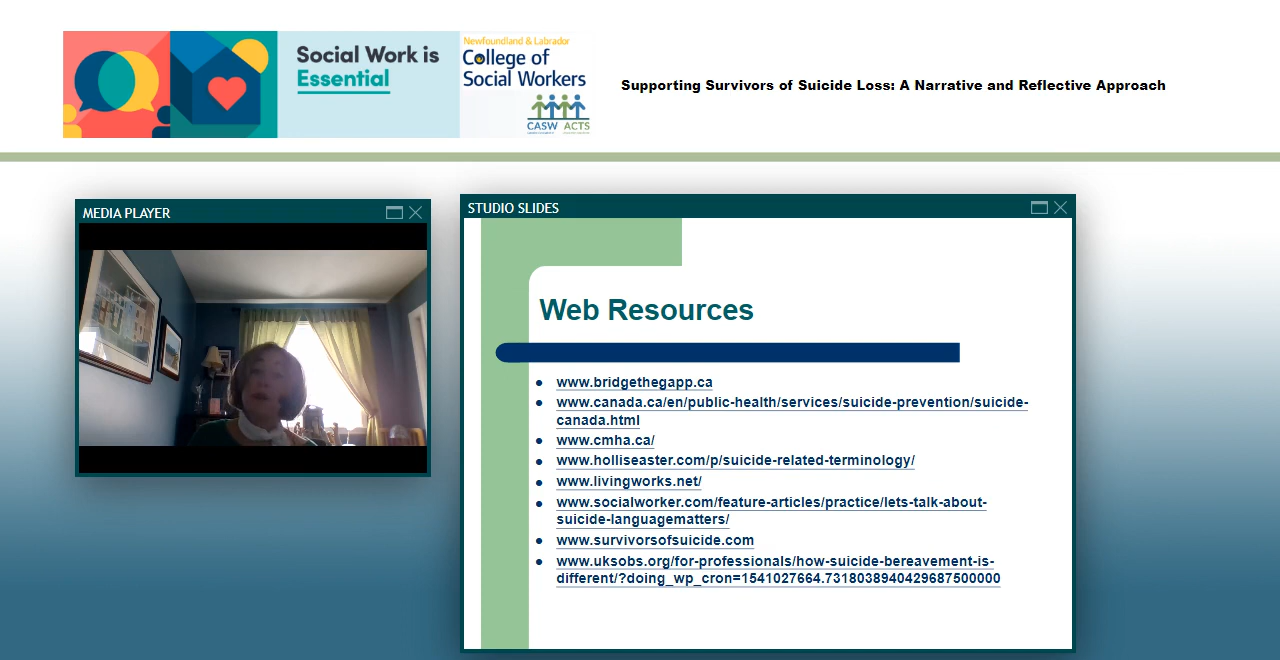 Social Work is
Essential
Newfoundland & Labrador
College of
Social Workers
CASW ACTS
Supporting Survivors of Suicide Loss: A Narrative and Reflective Approach
MEDIA PLAYER
STUDIO SLIDES
Web Resources
www.bridgethegapp.ca
www.canada.ca/en/public-health/services/suicide-prevention/suicide-
canada.html
www.cmha.ca/
www.holliseaster.com/p/suicide-related-terminology/
www.livingworks.net/
www.socialworker.com/feature-articles/practice/lets-talk-about-
suicide-languagematters/
www.survivorsofsuicide.com
www.uksobs.org/for-professionals/how-suicide-bereavement-is-
different/?doing_wp_cron=1541027664.7318038940429687500000